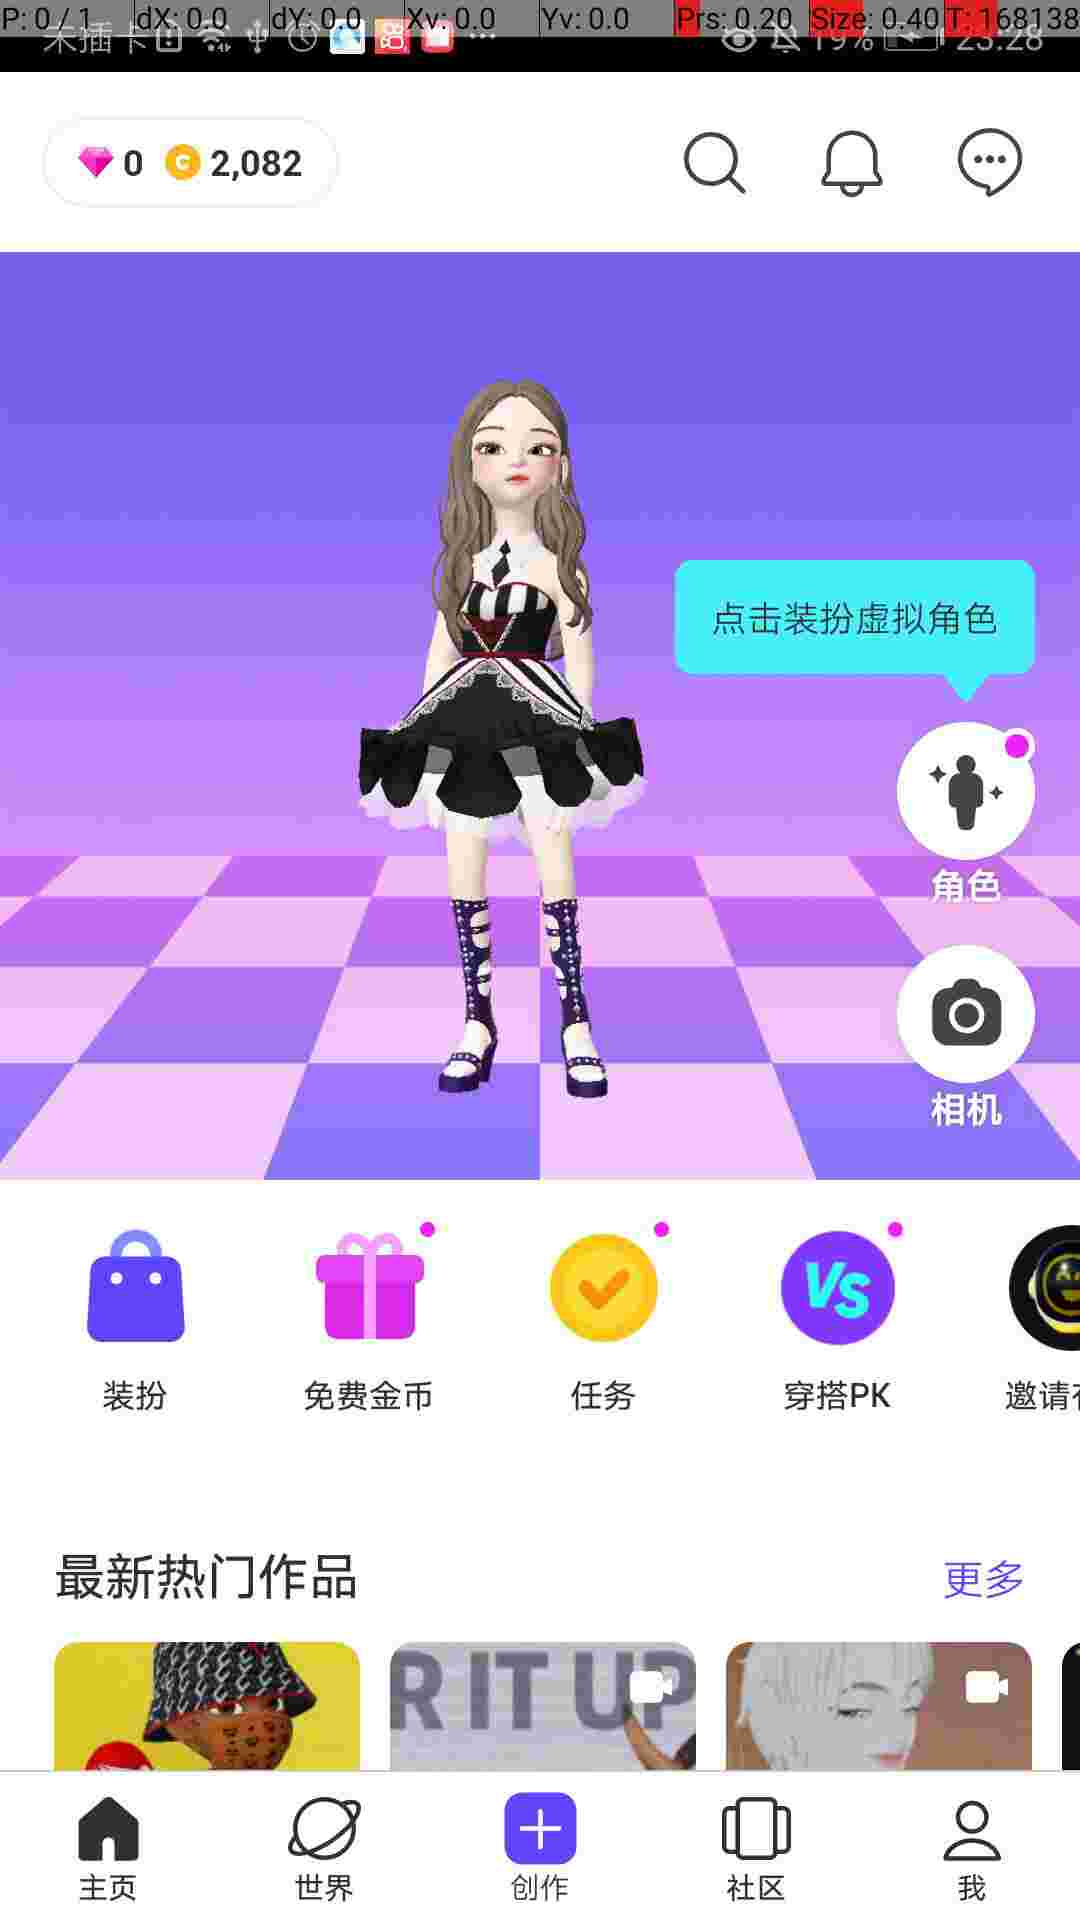 P: 0 / 1 dX: 0.0 dY: 0.0 Xv: 0.0 Yv: 0.0 Prs: 0.20 Size: 0.40 T: 168138
未插卡 19% 23:28
0 2,082
点击装扮虚拟角色
角色
相机
VS
装扮 免费金币 任务 穿搭PK 邀请
最新热门作品 更多
R IT UP
主页 世界 创作 社区 我